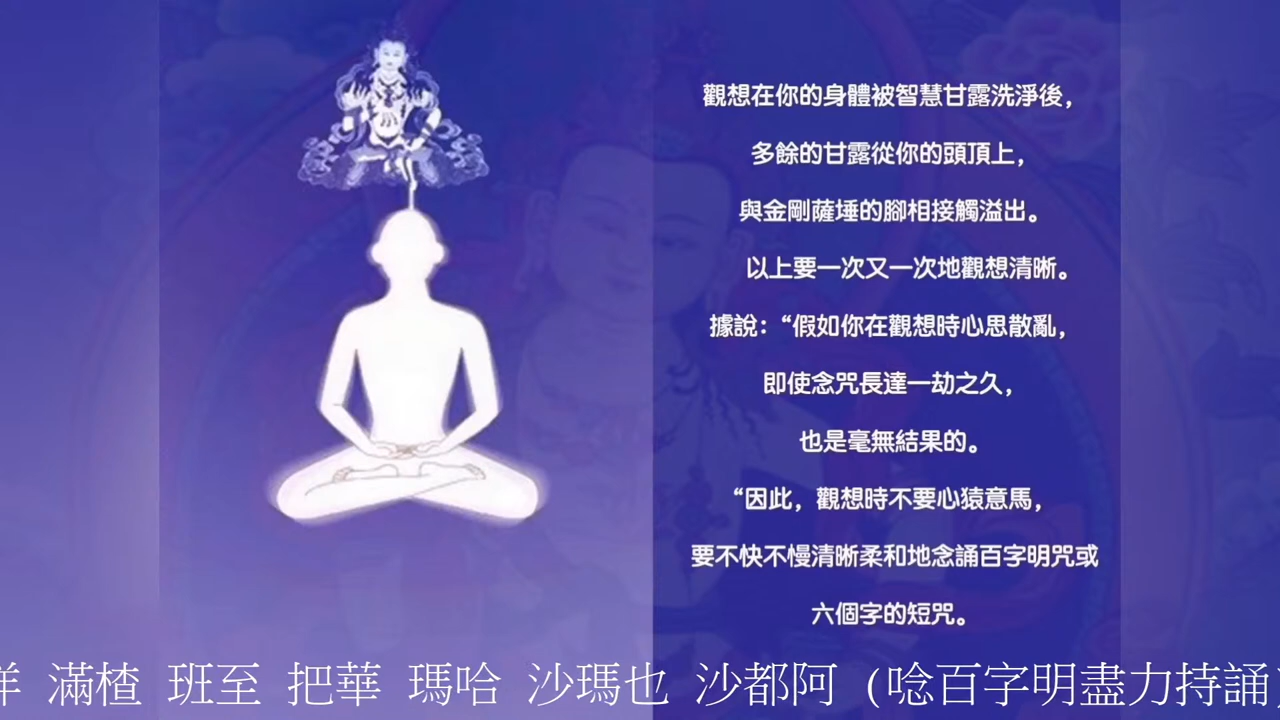 觀想在你的身體被智慧甘露洗淨後，
多餘的甘露從你的頭頂上，
與金剛薩埵的腳相接觸溢出。
以上要一次又一次地觀想清晰。
據說：“假如你在觀想時心思散亂，
即使念咒長達一劫之久，
也是毫無結果的。
“因此，觀想時不要心猿意馬，
要不快不慢清晰柔和地念誦百字明咒或
六個字的短咒。
滿楂 班至 把華 瑪哈 沙瑪也 沙都阿 (唸百字明盡力持誦)